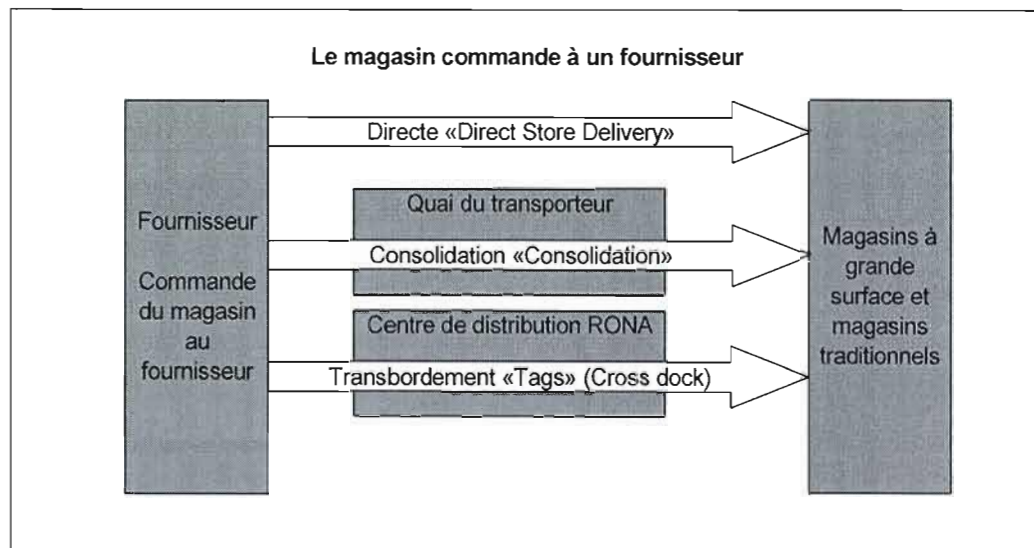 Le magasin commande à un fournisseur
Directe «Direct Store Delivery»
Fournisseur
Commande
du magasin
au
fournisseur
Quai du transporteur
Consolidation «Consolidation»
Centre de distribution RONA
Transbordement «Tags» (Cross dock)
Magasins à
grande
surface et
magasins
traditionnels